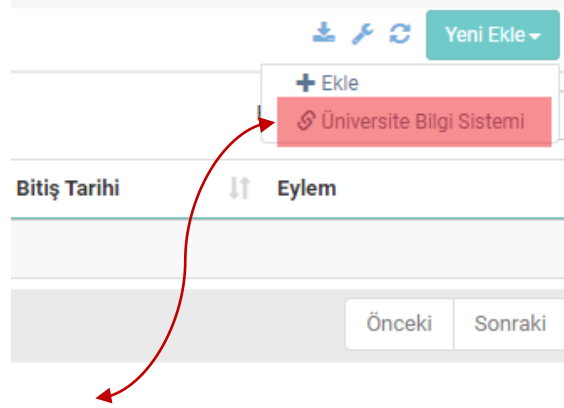 Yeni Ekle
Ekle
Üniversite Bilgi Sistemi
Bitiş Tarihi
Eylem
Önceki
Sonraki